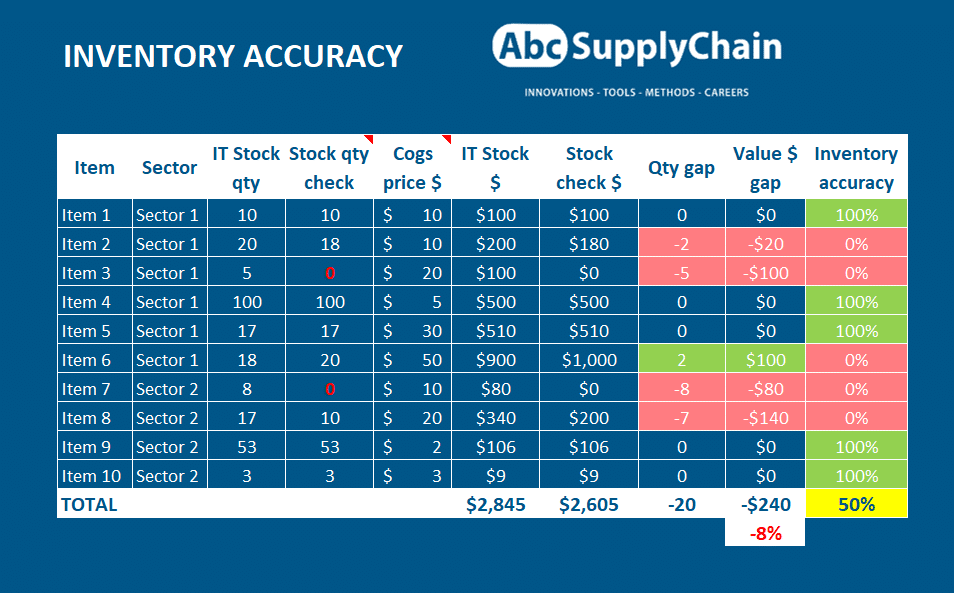 INVENTORY ACCURACY
Abc SupplyChain
INNOVATIONS - TOOLS - METHODS - CAREERS
Item Sector IT Stock qty Stock qty check Cogs price $ IT Stock $ Stock check $ Qty gap Value $ gap Inventory accuracy
Item 1 Sector 1 10 10 $ 10 $100 $100 0 $0 100%
Item 2 Sector 1 20 18 $ 10 $200 $180 -2 -$20 0%
Item 3 Sector 1 5 0 $ 20 $100 $0 -5 -$100 0%
Item 4 Sector 1 100 100 $ 5 $500 $500 0 $0 100%
Item 5 Sector 1 17 17 $ 30 $510 $510 0 $0 100%
Item 6 Sector 1 18 20 $ 50 $900 $1,000 2 $100 0%
Item 7 Sector 2 8 0 $ 10 $80 $0 -8 -$80 0%
Item 8 Sector 2 17 10 $ 20 $340 $200 -7 -$140 0%
Item 9 Sector 2 53 53 $ 2 $106 $106 0 $0 100%
Item 10 Sector 2 3 3 $ 3 $9 $9 0 $0 100%
TOTAL $2,845 $2,605 -20 -$240 50%
-8%